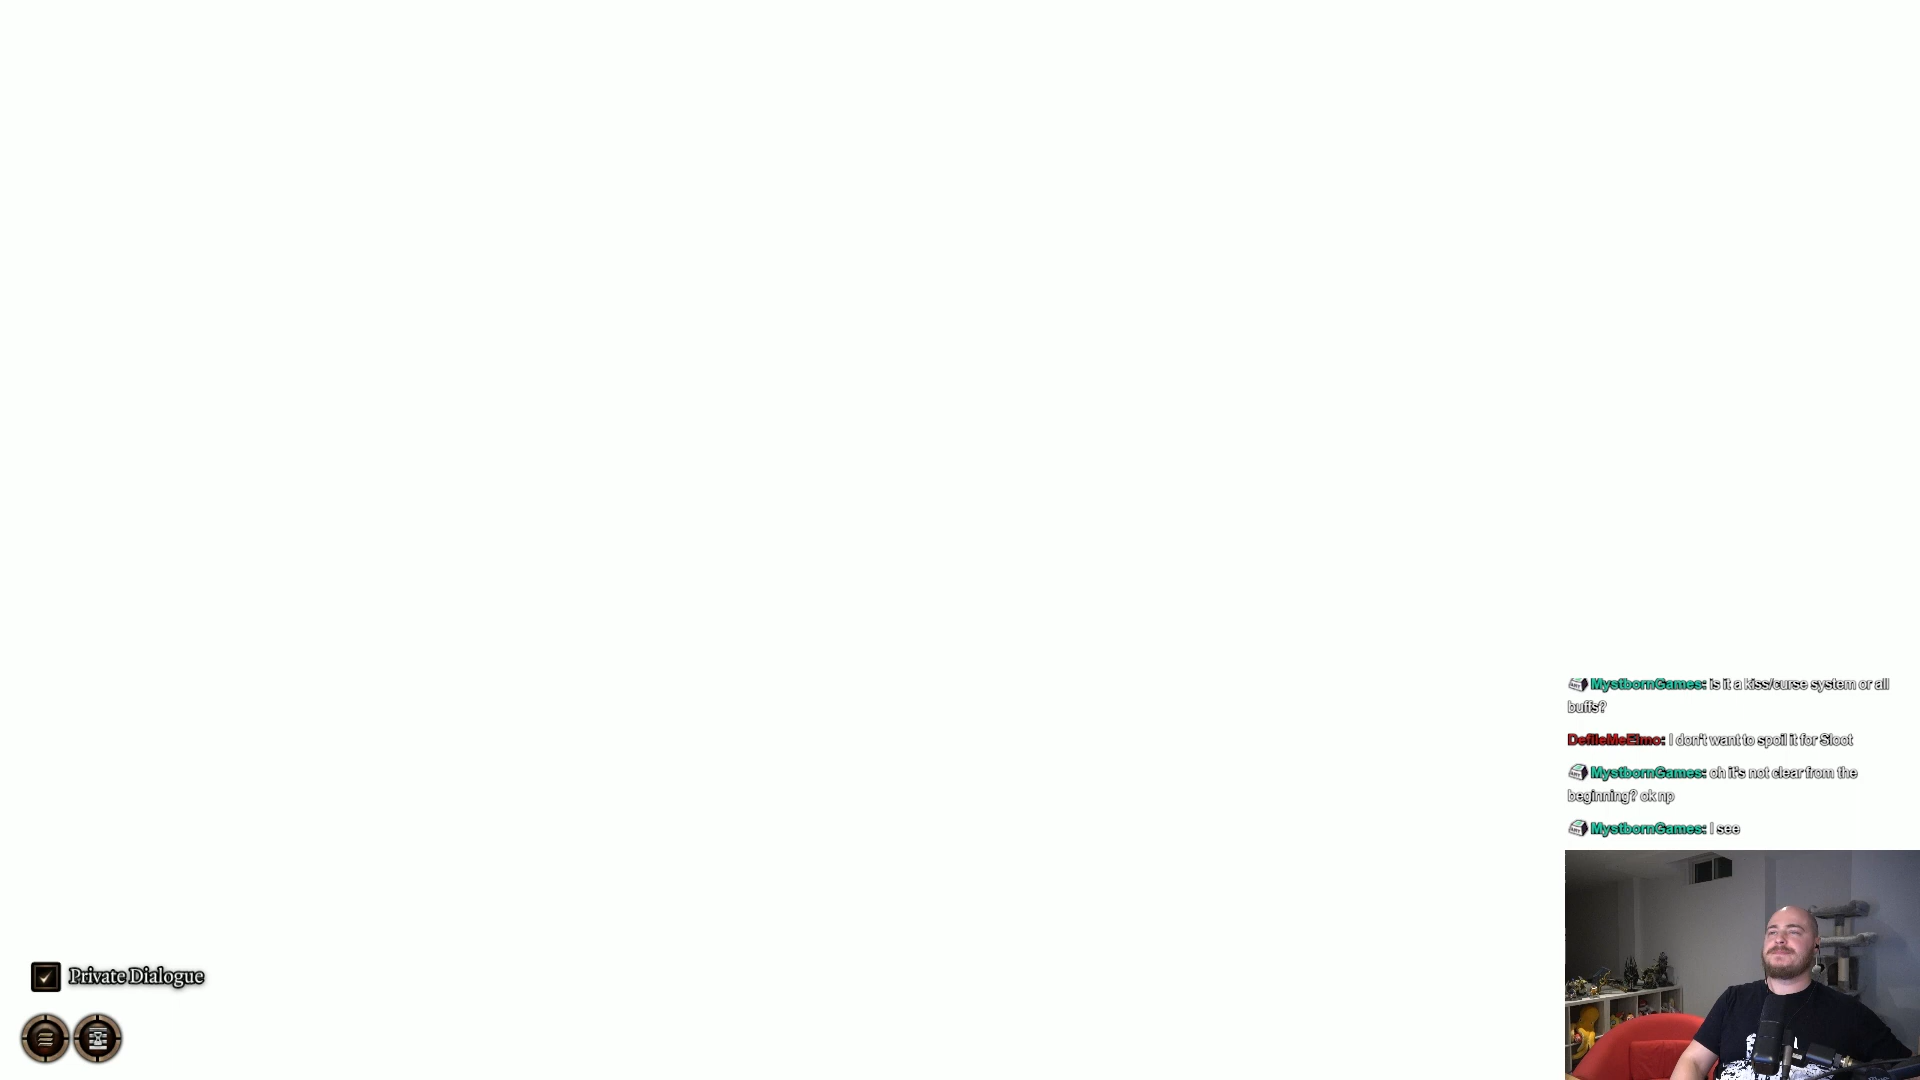 MystbornGames: is it a kiss/curse system or all
buffs?
DefileMeElmo: I don't want to spoil it for Sloot
MystbornGames: oh it's not clear from the
beginning? ok np
MystbornGames: I see
Private Dialogue